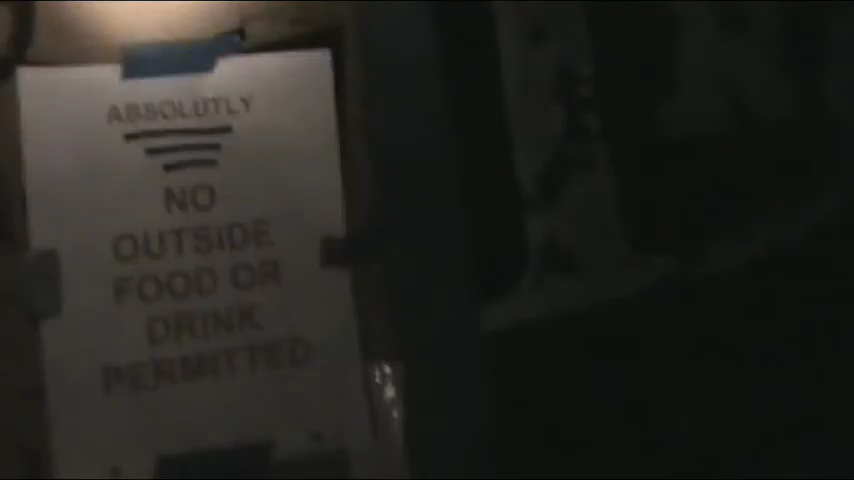 ABSOLUTLY
NO
OUTSIDE
FOOD OR
DRINK
PERMITTED